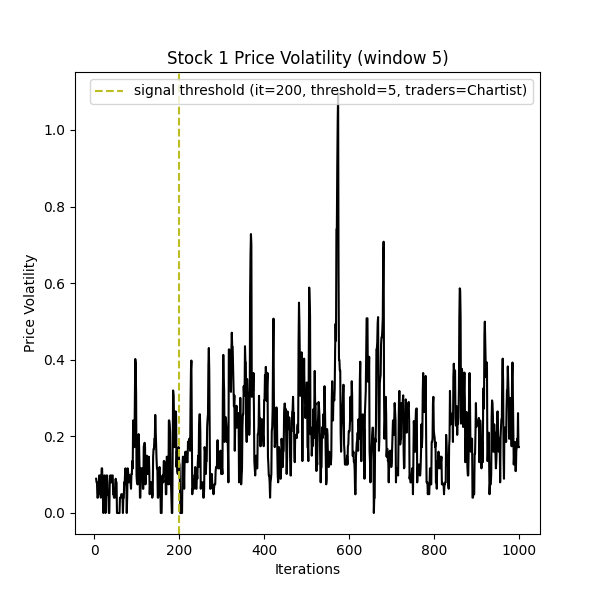 Stock 1 Price Volatility (window 5)
signal threshold (it=200, threshold=5, traders=Chartist)
1.0
0.8
0.6
0.4
0.2
0.0
Price Volatility
0 200 400 600 800 1000
Iterations